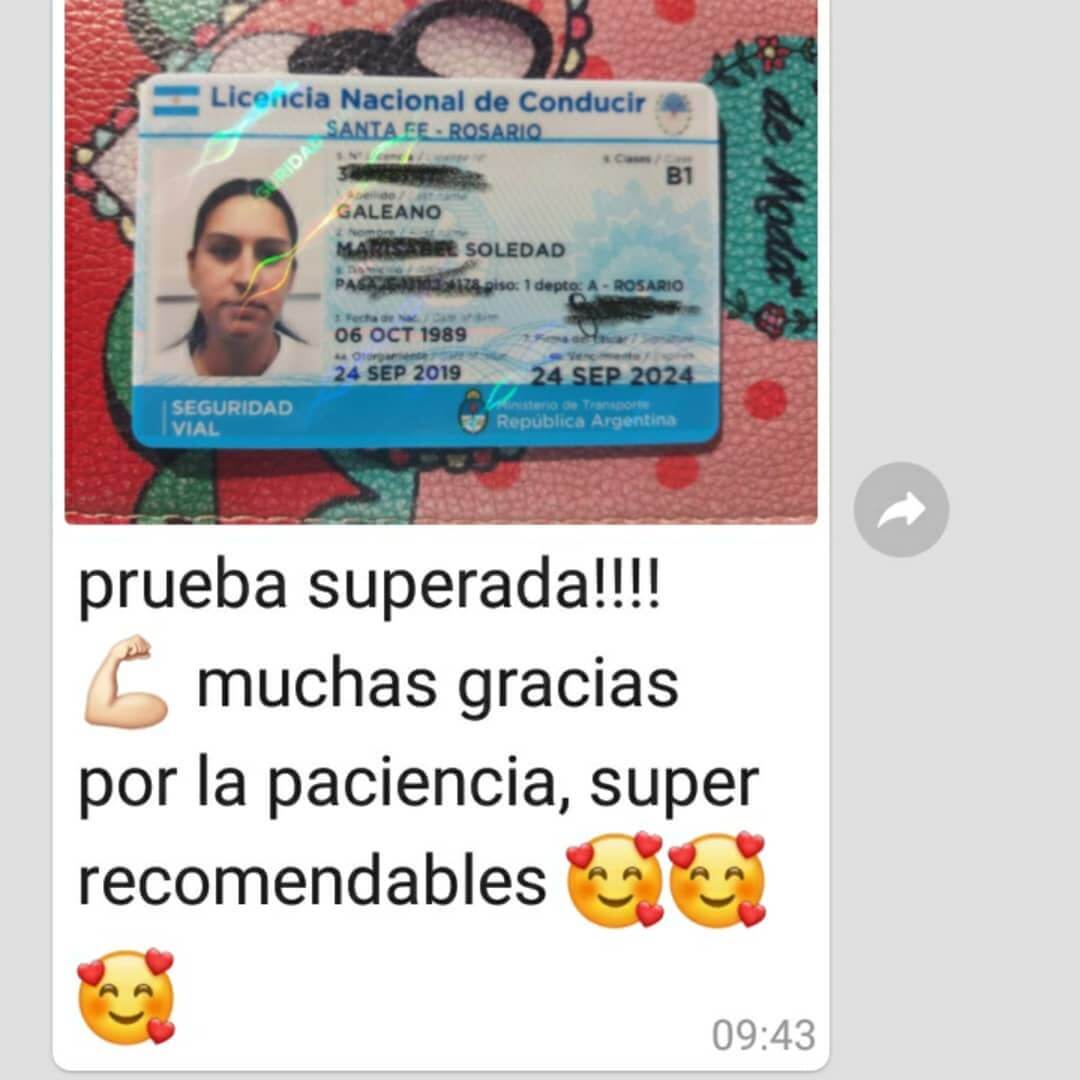 Licencia Nacional de Conducir
SANTA FE - ROSARIO
de Moda"
B1
GALEANO
SOLEDAD
piso: 1 depto: A - ROSARIO
06 OCT 1989
24 SEP 2019
24 SEP 2024
SEGURIDAD
VIAL
Ministerio de Transporte
República Argentina
prueba superada!!!!
💪🏻 muchas gracias
por la paciencia, super
recomendables 🥰🥰
🥰
09:43